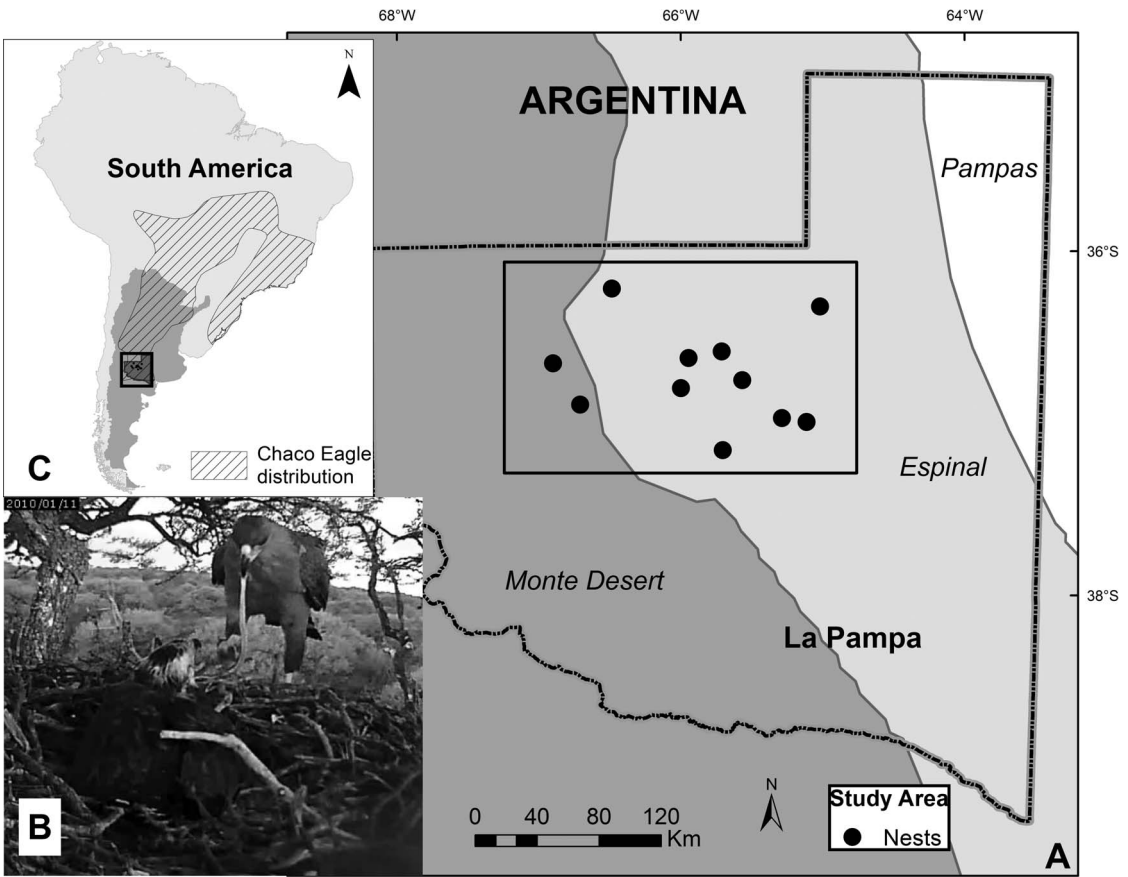 68°W
66°W
64°W
N
ARGENTINA
South America
Pampas
36°S
Chaco Eagle
distribution
C
Espinal
2010/01/11
Monte Desert
38°S
La Pampa
N
Study Area
0 40 80 120
Km
Nests
B
A